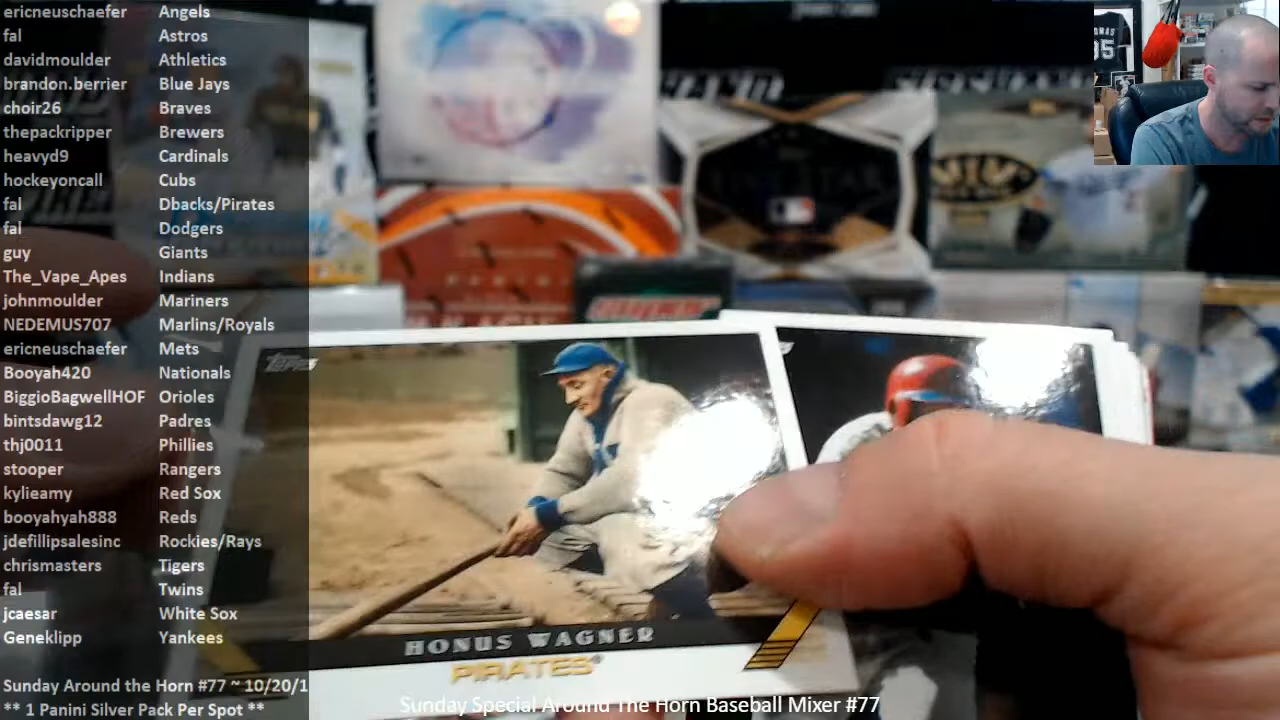 ericneuschaefer Angels
fal Astros
davidmoulder Athletics
brandon.berrier Blue Jays
choir26 Braves
thepackripper Brewers
heavyd9 Cardinals
hockeyoncall Cubs
fal Dbacks/Pirates
fal Dodgers
guy Giants
The_Vape_Apes Indians
johnmoulder Mariners
NEDEMUS707 Marlins/Royals
ericneuschaefer Mets
Booyah420 Nationals
BiggioBagwellHOF Orioles
bintsdawg12 Padres
thj0011 Phillies
stooper Rangers
kylieamy Red Sox
booyahyah888 Reds
jdefillipsalesinc Rockies/Rays
chrismasters Tigers
fal Twins
jcaesar White Sox
Geneklipp Yankees
Sunday Around the Horn #77 ~ 10/20/1
** 1 Panini Silver Pack Per Spot **
TOPPS
HONUS WAGNER
PIRATES
Sunday Special Around The Horn Baseball Mixer #77